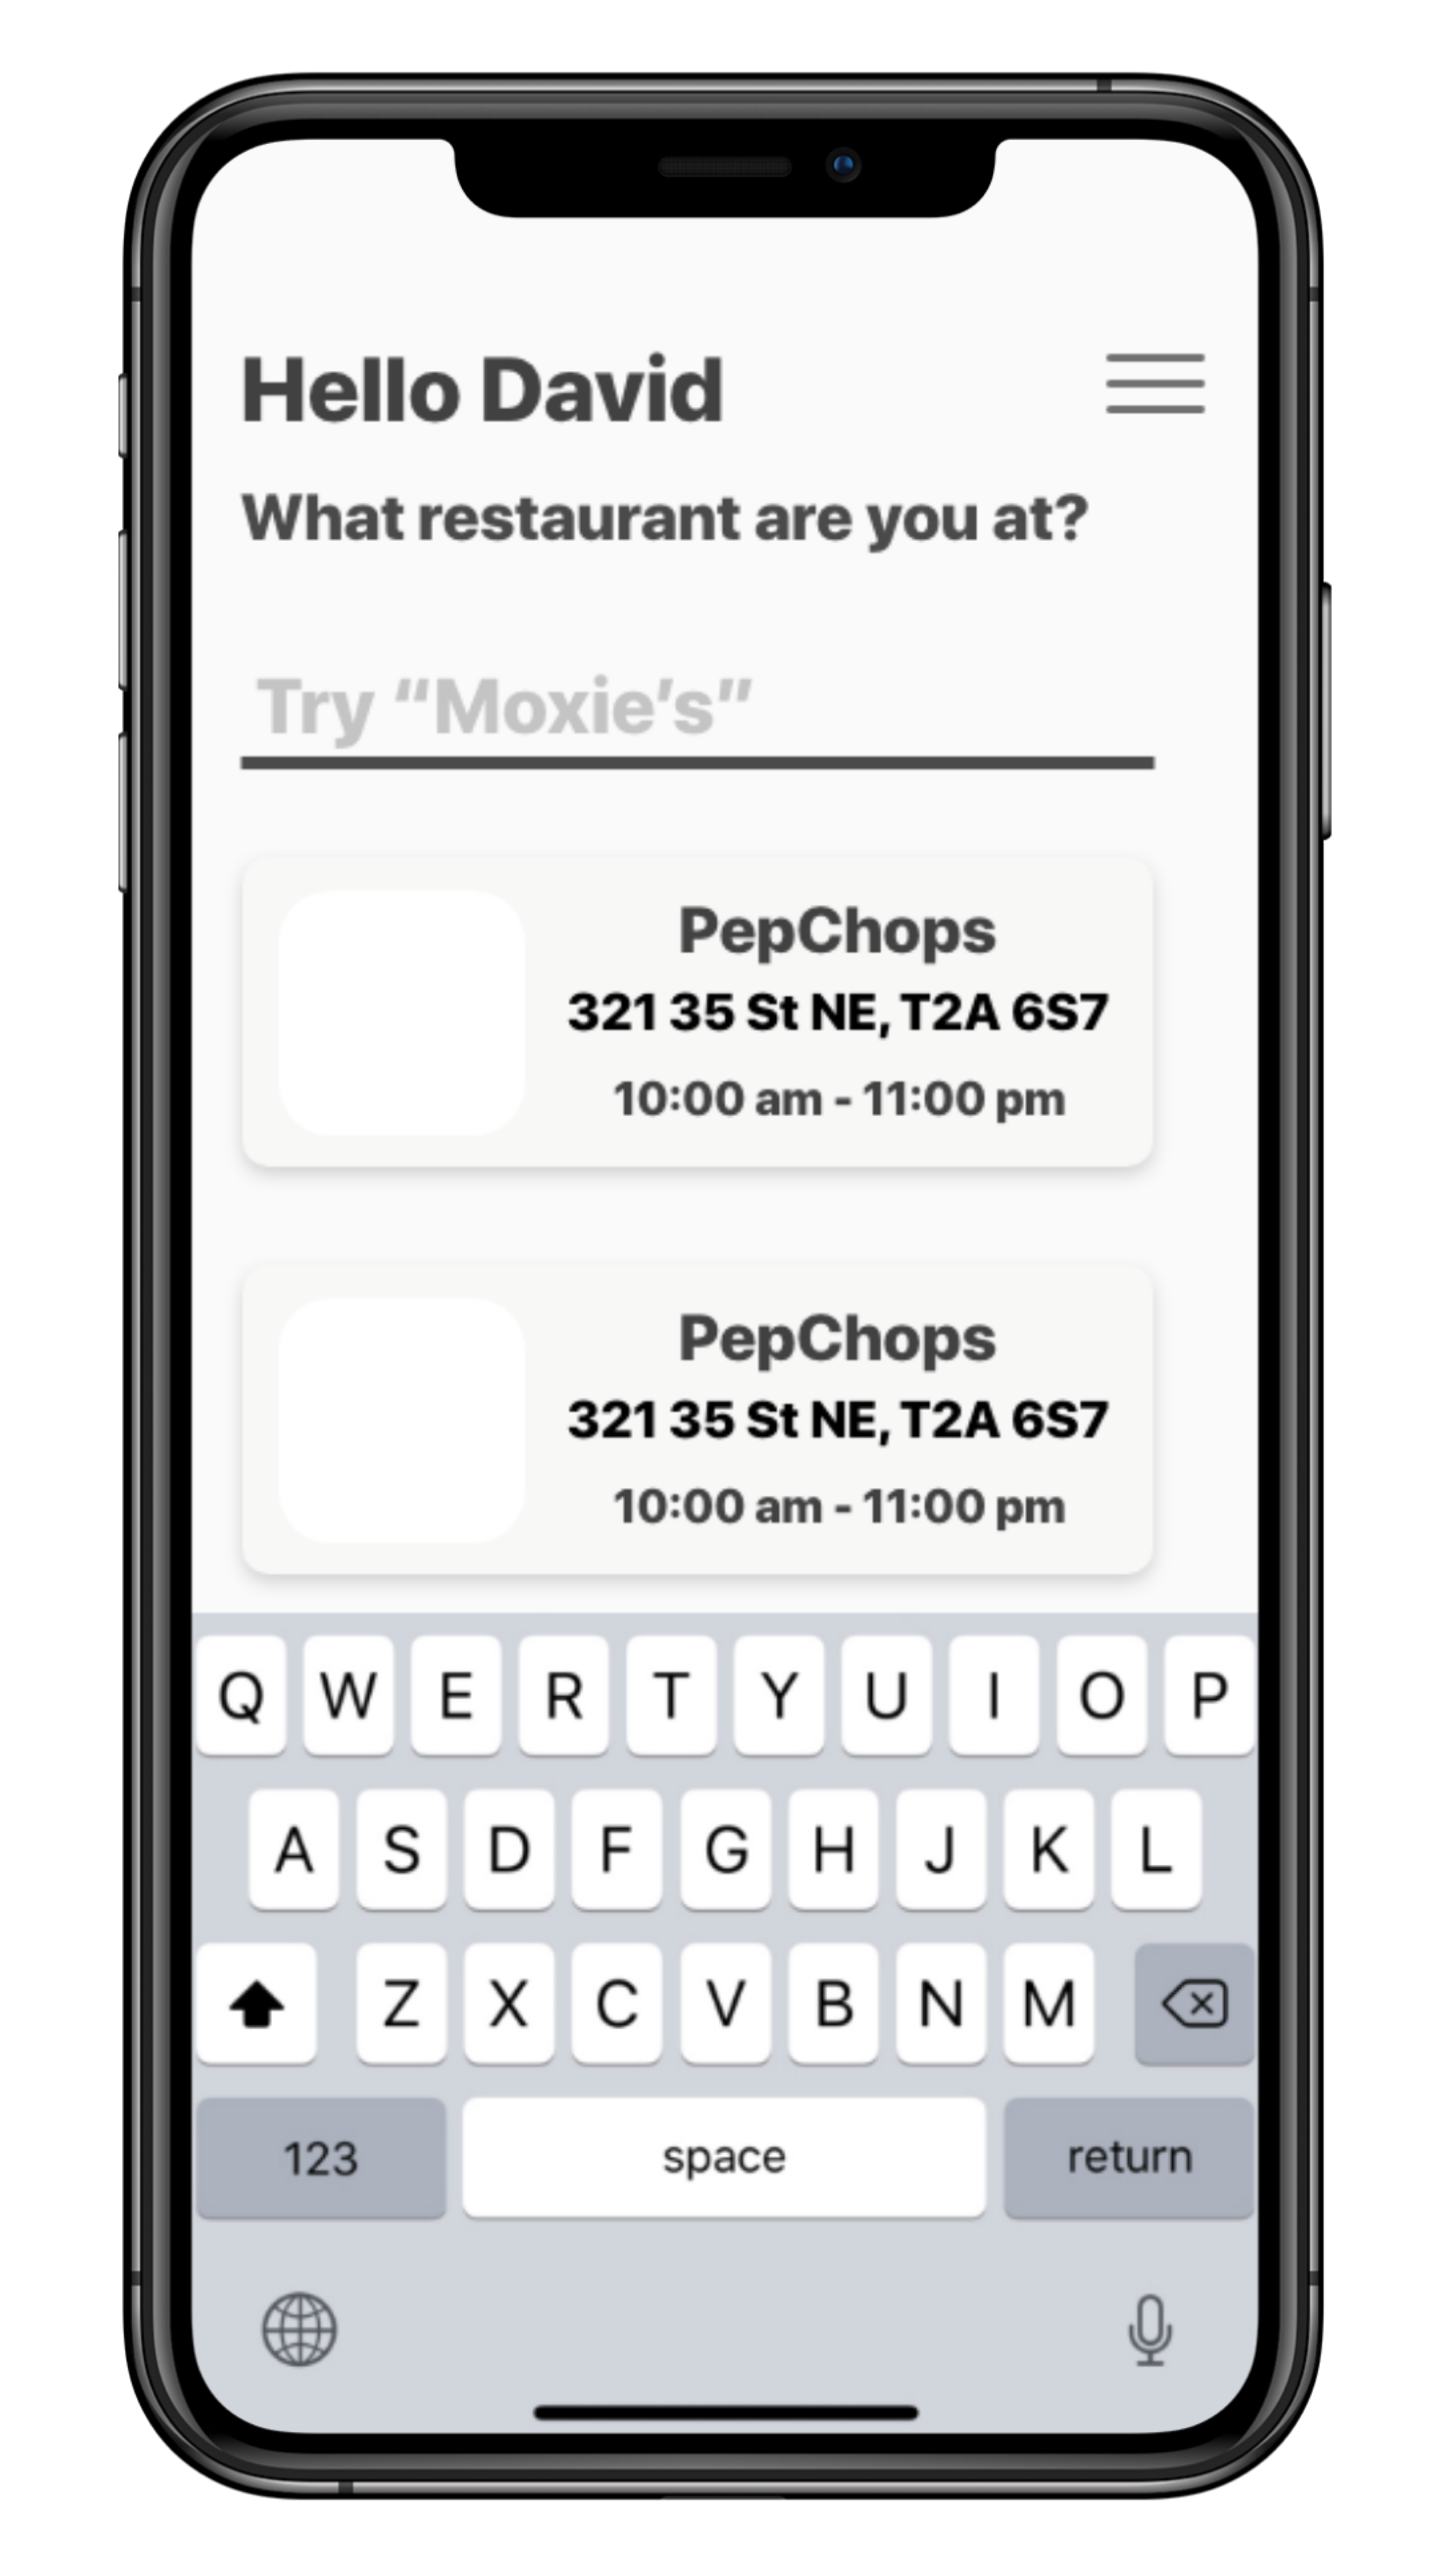 Hello David
What restaurant are you at?
Try “Moxie’s”
PepChops
321 35 St NE, T2A 6S7
10:00 am - 11:00 pm
PepChops
321 35 St NE, T2A 6S7
10:00 am - 11:00 pm
Q W E R T Y U I O P
A S D F G H J K L
Z X C V B N M
123 space return